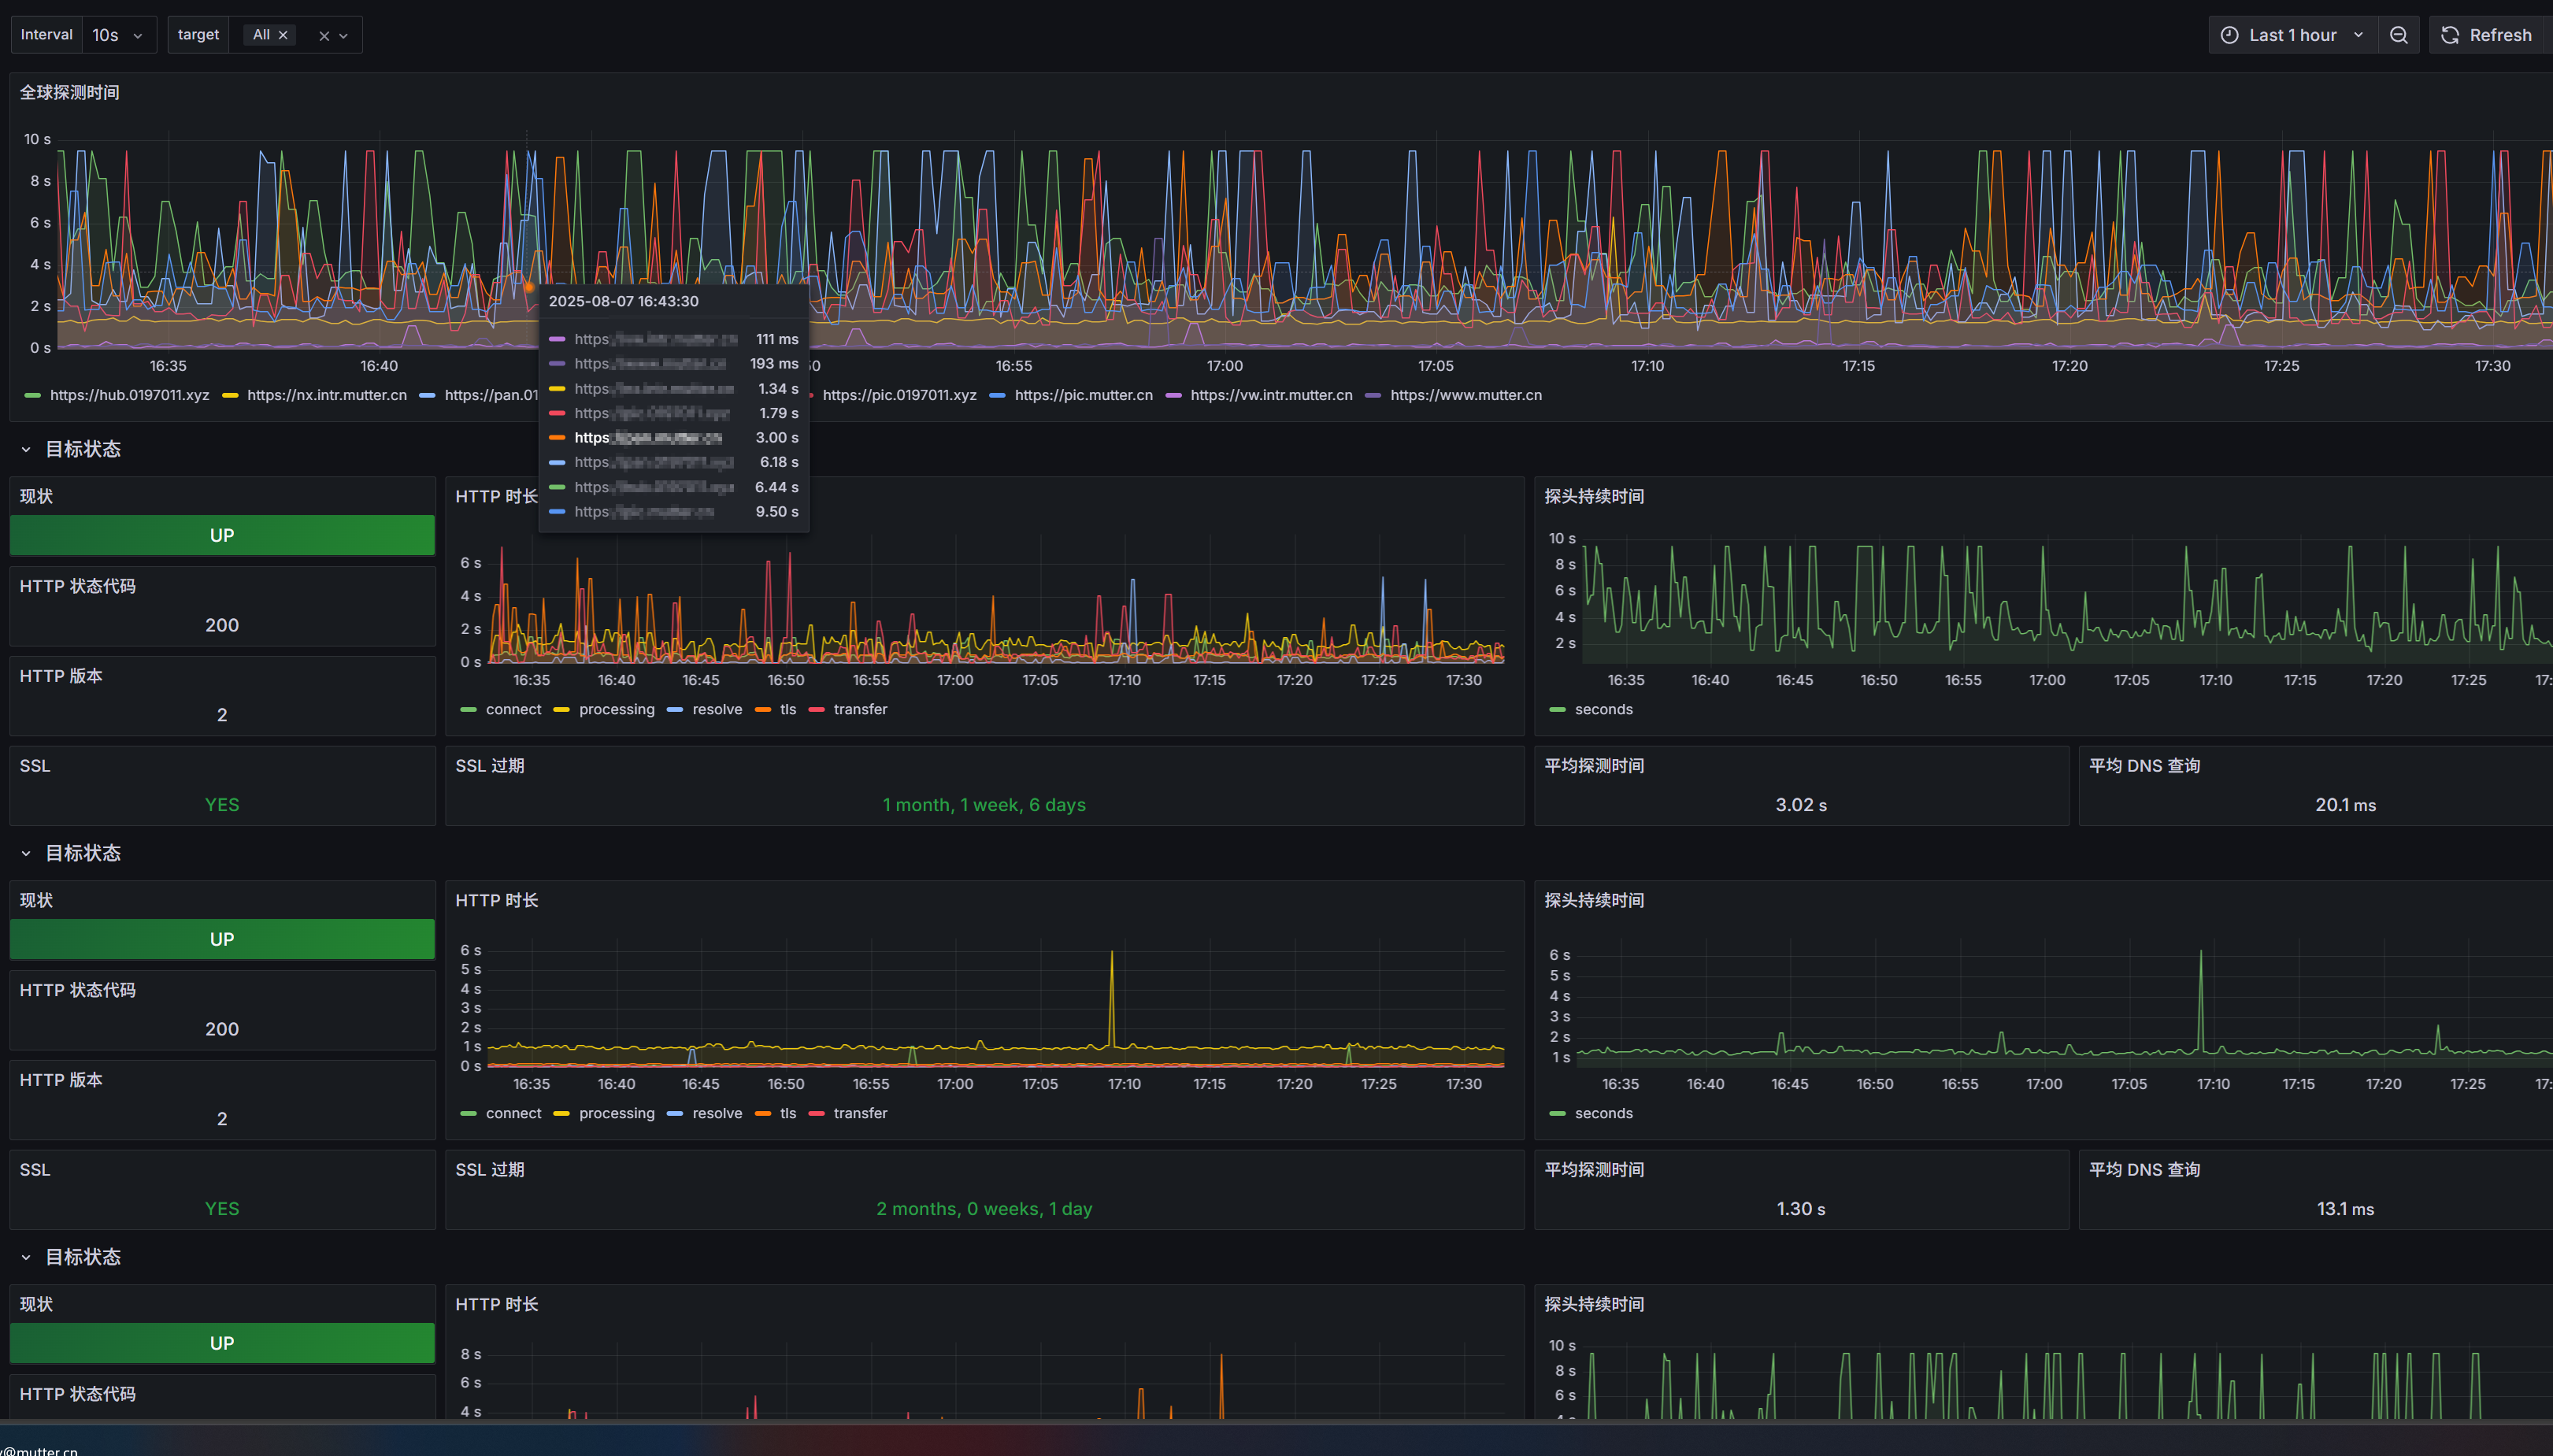 Interval 10s target All Last 1 hour Refresh
全球探测时间
10 s
8 s
6 s
4 s
2 s
0 s
16:35 16:40 50 16:55 17:00 17:05 17:10 17:15 17:20 17:25 17:30
https://hub.0197011.xyz https://nx.intr.mutter.cn https://pan.01 https://pic.0197011.xyz https://pic.mutter.cn https://vw.intr.mutter.cn https://www.mutter.cn
2025-08-07 16:43:30
https 111 ms
https 193 ms
https 1.34 s
https 1.79 s
https 3.00 s
https 6.18 s
https 6.44 s
https 9.50 s
目标状态
现状
UP
HTTP 状态代码
200
HTTP 版本
2
HTTP 时长
6 s
4 s
2 s
0 s
16:35 16:40 16:45 16:50 16:55 17:00 17:05 17:10 17:15 17:20 17:25 17:30
connect processing resolve tls transfer
探头持续时间
10 s
8 s
6 s
4 s
2 s
16:35 16:40 16:45 16:50 16:55 17:00 17:05 17:10 17:15 17:20 17:25 17:
seconds
SSL
YES
SSL 过期
1 month, 1 week, 6 days
平均探测时间
3.02 s
平均 DNS 查询
20.1 ms
目标状态
现状
UP
HTTP 状态代码
200
HTTP 版本
2
HTTP 时长
6 s
5 s
4 s
3 s
2 s
1 s
0 s
16:35 16:40 16:45 16:50 16:55 17:00 17:05 17:10 17:15 17:20 17:25 17:30
connect processing resolve tls transfer
探头持续时间
6 s
5 s
4 s
3 s
2 s
1 s
16:35 16:40 16:45 16:50 16:55 17:00 17:05 17:10 17:15 17:20 17:25 17:
seconds
SSL
YES
SSL 过期
2 months, 0 weeks, 1 day
平均探测时间
1.30 s
平均 DNS 查询
13.1 ms
目标状态
现状
UP
HTTP 状态代码
HTTP 时长
8 s
6 s
4 s
探头持续时间
10 s
8 s
6 s
4 s
@mutter.cn